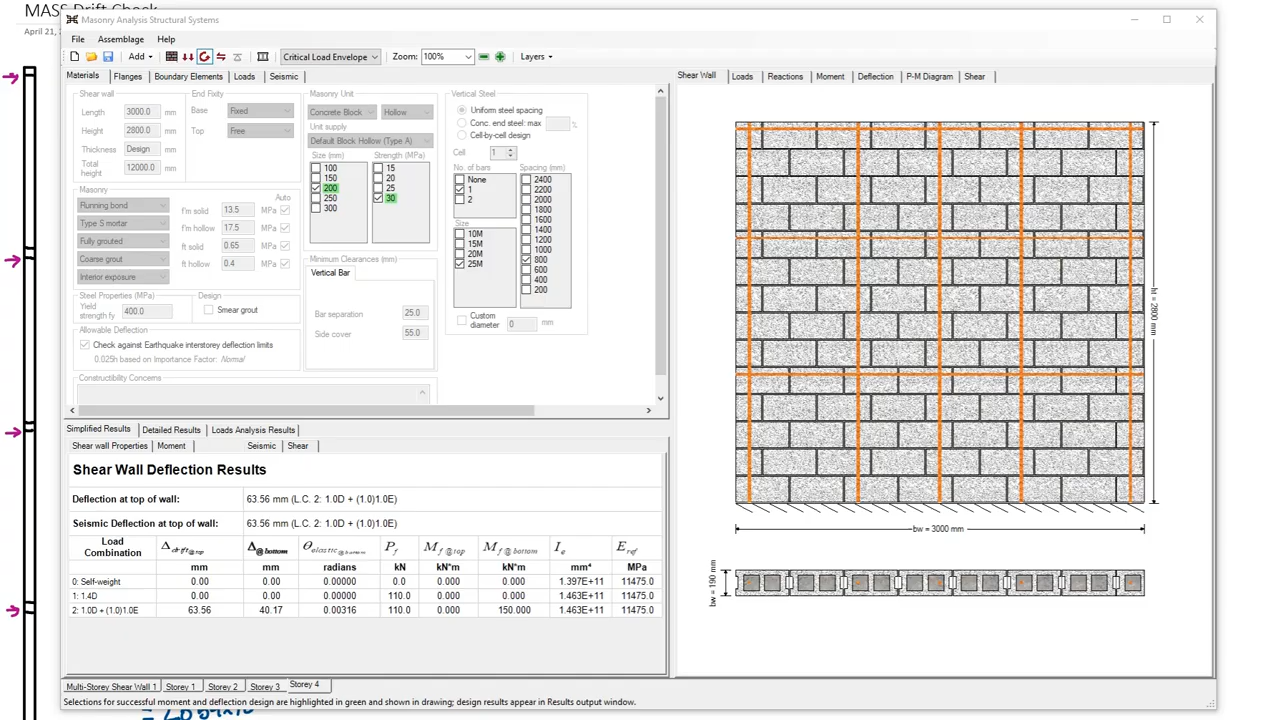 MASS Drift Check
April 21,
Masonry Analysis Structural Systems
File Assemblage Help
Add Critical Load Envelope Zoom: 100% Layers
Materials Flanges Boundary Elements Loads Seismic
Shear wall
Length 3000.0 mm
Height 2800.0 mm
Thickness Design mm
Total height 12000.0 mm
End Fixity
Base Fixed
Top Free
Masonry
Running bond
Type S mortar
Fully grouted
Coarse grout
Interior exposure
Auto
f'm solid 13.5 MPa
f'm hollow 17.5 MPa
ft solid 0.65 MPa
ft hollow 0.4 MPa
Steel Properties (MPa)
Yield strength fy 400.0
Design
Smear grout
Allowable Deflection
Check against Earthquake interstorey deflection limits
0.025h based on Importance Factor: Normal
Constructibility Concerns
Masonry Unit
Concrete Block Hollow
Unit supply
Default Block Hollow (Type A)
Size (mm)
100
150
200
250
300
Strength (MPa)
15
20
25
30
Minimum Clearances (mm)
Vertical Bar
Bar separation 25.0
Side cover 55.0
Vertical Steel
Uniform steel spacing
Conc. end steel: max %
Cell-by-cell design
Cell 1
No. of bars
None
1
2
Size
10M
15M
20M
25M
Spacing (mm)
2400
2200
2000
1800
1600
1400
1200
1000
800
600
400
200
Custom diameter 0 mm
Simplified Results Detailed Results Loads Analysis Results
Shear wall Properties Moment Seismic Shear
Shear Wall Deflection Results
Deflection at top of wall: 63.56 mm (L.C. 2: 1.0D + (1.0)1.0E)
Seismic Deflection at top of wall: 63.56 mm (L.C. 2: 1.0D + (1.0)1.0E)
Load Combination Δ drift@top Δ@bottom θ elastic@bottom Pf Mf@top Mf@bottom Ie Eref
mm mm radians kN kN*m kN*m mm⁴ MPa
0: Self-weight 0.00 0.00 0.00000 0.0 0.000 0.000 1.397E+11 11475.0
1: 1.4D 0.00 0.00 0.00000 110.0 0.000 0.000 1.463E+11 11475.0
2: 1.0D + (1.0)1.0E 63.56 40.17 0.00316 110.0 0.000 150.000 1.463E+11 11475.0
Multi-Storey Shear Wall 1 Storey 1 Storey 2 Storey 3 Storey 4
Selections for successful moment and deflection design are highlighted in green and shown in drawing; design results appear in Results output window.
Shear Wall Loads Reactions Moment Deflection P-M Diagram Shear
ht = 2800 mm
bw = 3000 mm
bw = 190 mm